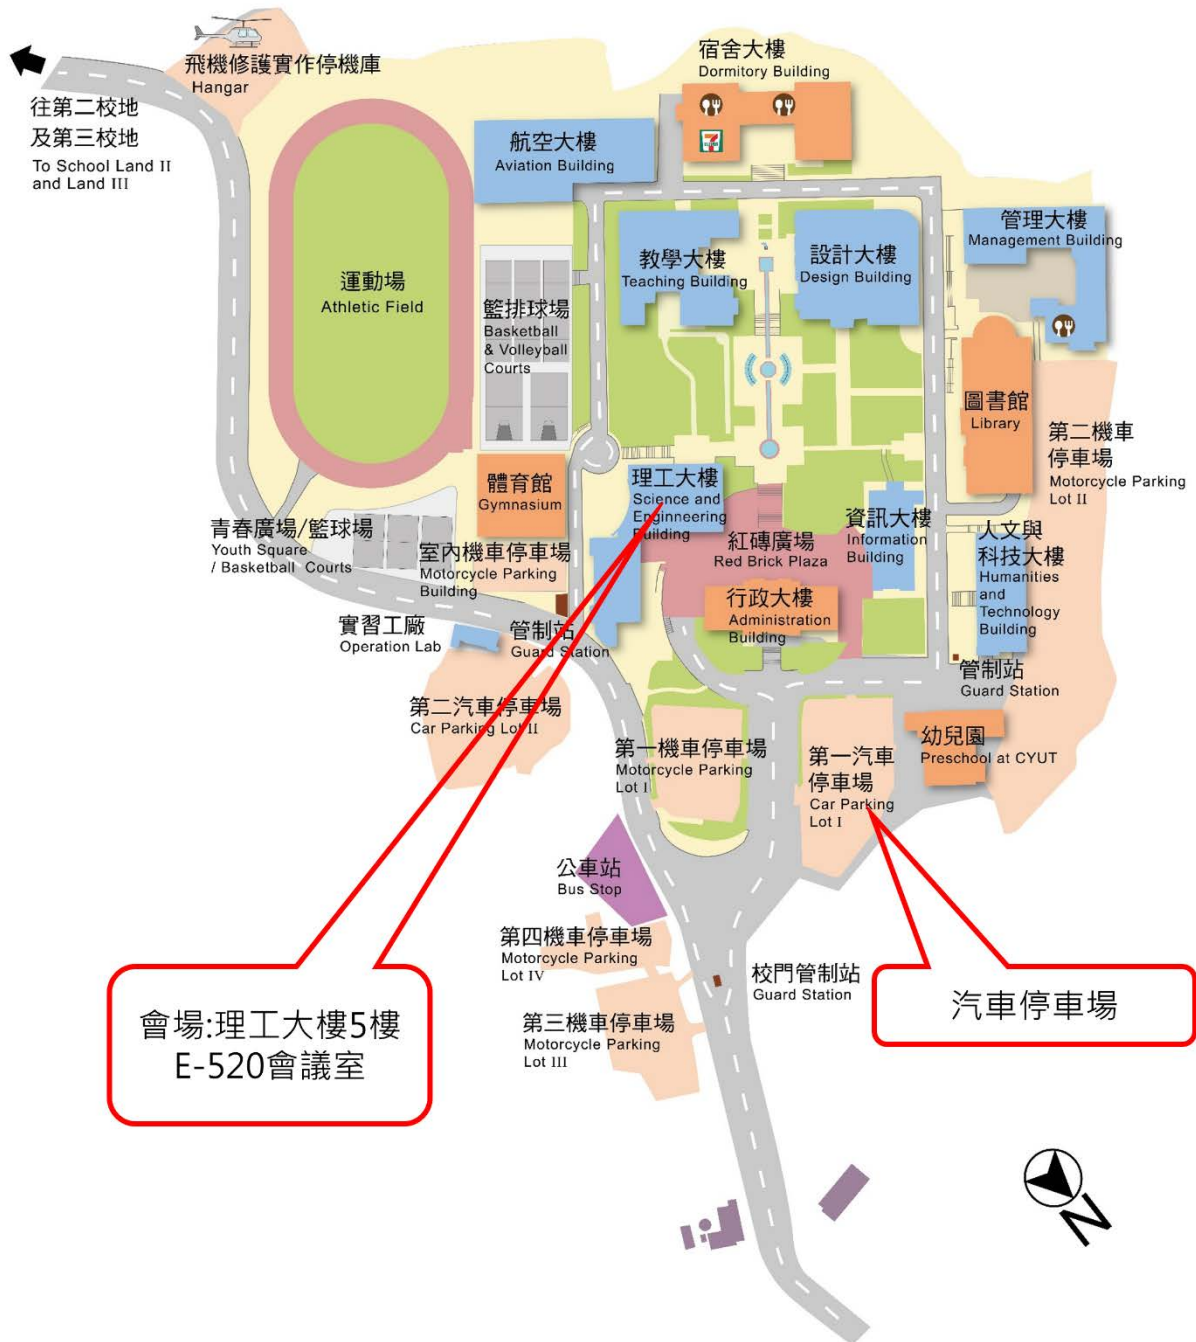 飛機修護實作停機庫
Hangar
往第二校地
及第三校地
To School Land II
and Land III
宿舍大樓
Dormitory Building
7
ELEVEN
航空大樓
Aviation Building
運動場
Athletic Field
籃排球場
Basketball
& Volleyball
Courts
教學大樓
Teaching Building
設計大樓
Design Building
管理大樓
Management Building
圖書館
Library
第二機車
停車場
Motorcycle Parking
Lot II
體育館
Gymnasium
理工大樓
Science and
Enginneering
Building
資訊大樓
Information
Building
人文與
科技大樓
Humanities
and
Technology
Building
青春廣場/籃球場
Youth Square
/ Basketball Courts
室內機車停車場
Motorcycle Parking
Building
紅磚廣場
Red Brick Plaza
行政大樓
Administration
Building
實習工廠
Operation Lab
管制站
Guard Station
管制站
Guard Station
第二汽車停車場
Car Parking Lot II
第一機車停車場
Motorcycle Parking
Lot I
第一汽車
停車場
Car Parking
Lot I
幼兒園
Preschool at CYUT
公車站
Bus Stop
第四機車停車場
Motorcycle Parking
Lot IV
第三機車停車場
Motorcycle Parking
Lot III
校門管制站
Guard Station
會場:理工大樓5樓
E-520會議室
汽車停車場
N